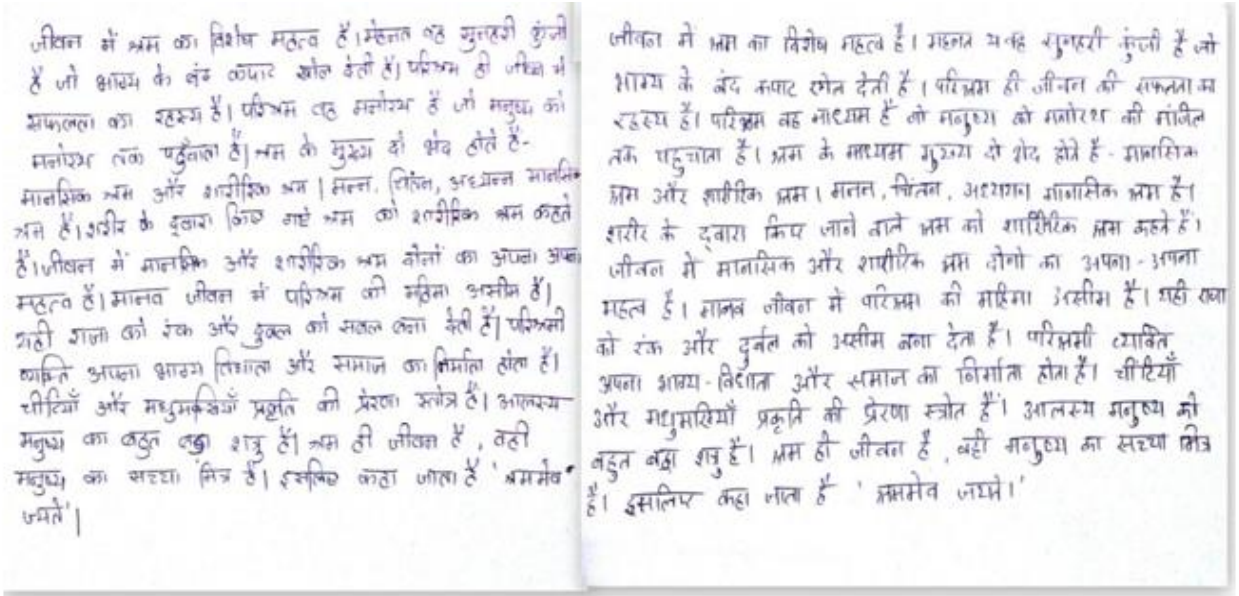 जीवन में श्रम का विशेष महत्व है। मेहनत वह सुनहरी कुंजी
है जो भाग्य के बंद कपाट खोल देती है। परिश्रम ही जीवन में
सफलता का रहस्य है। परिश्रम वह मनोरथ है जो मनुष्य को
मनोरथ तक पहुँचाता है। श्रम के मुख्य दो भेद होते है-
मानसिक श्रम और शारीरिक श्रम। मन्न, चिंतन, अध्यन्न मानसिक
श्रम है। शरीर के द्वारा किए गए श्रम को शारीरिक श्रम कहते
है। जीवन में मानसिक और शारीरिक श्रम दोनों का अपना अपना
महत्व है। मानव जीवन में परिश्रम की महिमा असीम है।
यही राजा को रंक और दुबल को सबल बना देती है। परिश्रमी
व्यक्ति अपना भाग्य विधाता और समाज का निर्माता होता है।
चीटियाँ और मधुमक्खियाँ प्रकृति की प्रेरणा स्त्रोत्र है। आलस्य
मनुष्य का बहुत बड़ा शत्रु है। श्रम ही जीवन है, वही
मनुष्य का सच्चा मित्र है। इसलिए कहा जाता है 'श्रममेव
जयते'।
जीवन में श्रम का विशेष महत्व है। मेहनत वह सुनहरी कुंजी है जो
भाग्य के बंद कपाट खोल देती है। परिश्रम ही जीवन की सफलता का
रहस्य है। परिश्रम वह माध्यम है जो मनुष्य को मनोरथ की मंजिल
तक पहुचाता है। श्रम के माध्यम मुख्य दो भेद होते है - मानसिक
श्रम और शारीरिक श्रम। मनन, चिंतन, अध्ययन मानसिक श्रम है।
शरीर के द्वारा किए जाने वाले श्रम को शारीरिक श्रम कहते हैं।
जीवन में मानसिक और शारीरिक श्रम दोनो का अपना - अपना
महत्व है। मानव जीवन में परिश्रम की महिमा असीम है। यही राजा
को रंक और दुर्बल को असीम बना देता है। परिश्रमी व्यक्ति
अपना भाग्य-विधाता और समाज का निर्माता होता है। चींटियाँ
और मधुमखियाँ प्रकृति की प्रेरणा स्त्रोत है। आलस्य मनुष्य का
बहुत बड़ा शत्रु है। श्रम ही जीवन है, वही मनुष्य का सच्चा मित्र
है। इसलिए कहा जाता है 'श्रममेव जयते।'